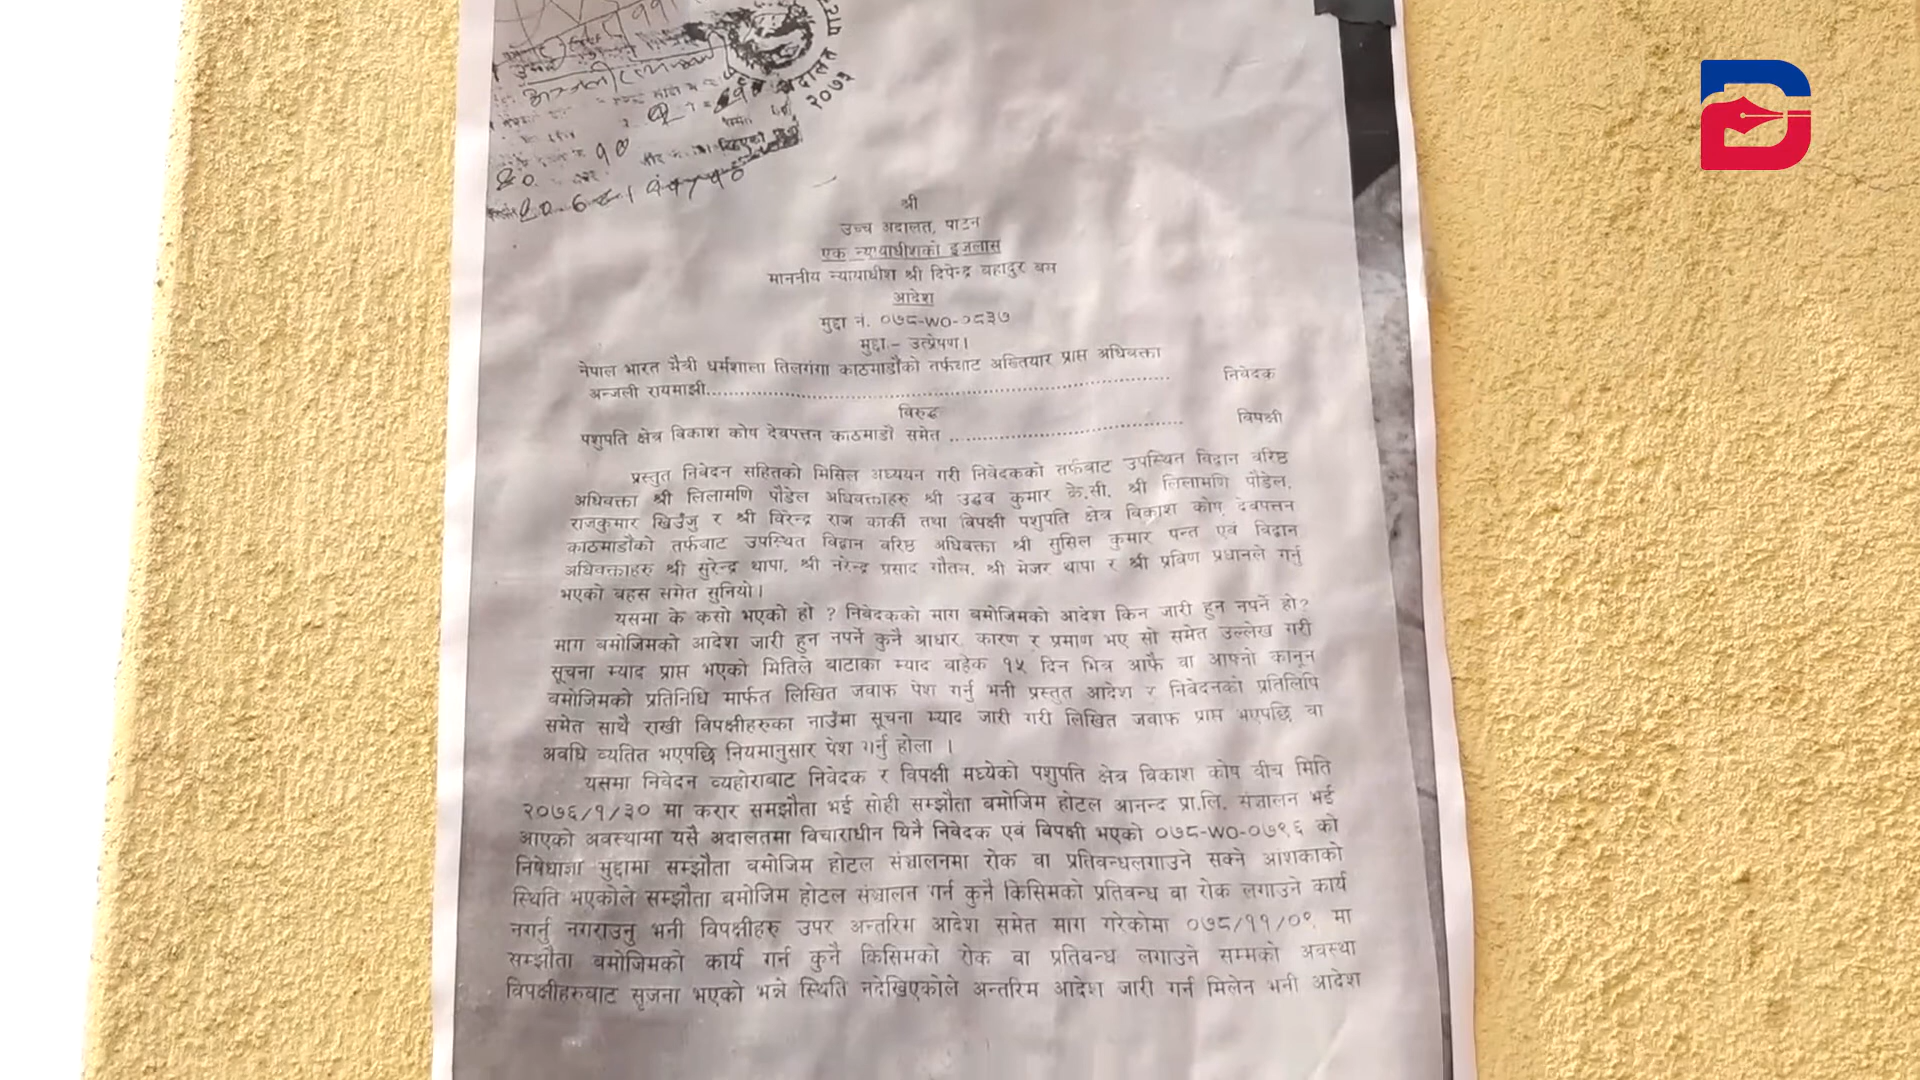 अदालत
२०७३
१०
श्री
उच्च अदालत, पाटन
एक न्यायाधीशको इजलास
माननीय न्यायाधीश श्री दिपेन्द्र बहादुर बम
आदेश
मुद्दा नं. ०७८-WO-०८३७
मुद्दाः- उत्प्रेषण।
नेपाल भारत मैत्री धर्मशाला तिलगंगा काठमाडौंको तर्फबाट अख्तियार प्राप्त अधिवक्ता
अन्जली रायमाझी.......................................................... निवेदक
विरुद्ध
पशुपति क्षेत्र विकाश कोष देवपत्तन काठमाडौं समेत ................................ विपक्षी
प्रस्तुत निवेदन सहितको मिसिल अध्ययन गरी निवेदकको तर्फबाट उपस्थित विद्वान वरिष्ठ
अधिवक्ता श्री लिलामणि पौडेल अधिवक्ताहरु श्री उद्धव कुमार के.सी. श्री लिलामणि पौडेल,
राजकुमार खिउँजु र श्री विरेन्द्र राज कार्की तथा विपक्षी पशुपति क्षेत्र विकाश कोष देवपत्तन
काठमाडौंको तर्फबाट उपस्थित विद्वान वरिष्ठ अधिवक्ता श्री सुसिल कुमार पन्त एवं विद्वान
अधिवक्ताहरु श्री सुरेन्द्र थापा, श्री नरेन्द्र प्रसाद गौतम, श्री मेजर थापा र श्री प्रविण प्रधानले गर्नु
भएको बहस समेत सुनियो।
यसमा के कसो भएको हो ? निवेदकको माग बमोजिमको आदेश किन जारी हुन नपर्ने हो?
माग बमोजिमको आदेश जारी हुन नपर्ने कुनै आधार, कारण र प्रमाण भए सो समेत उल्लेख गरी
सूचना म्याद प्राप्त भएको मितिले बाटाका म्याद बाहेक १५ दिन भित्र आफै वा आफ्नो कानून
बमोजिमको प्रतिनिधि मार्फत लिखित जवाफ पेश गर्नु भनी प्रस्तुत आदेश र निवेदनको प्रतिलिपि
समेत साथै राखी विपक्षीहरुका नाउँमा सूचना म्याद जारी गरी लिखित जवाफ प्राप्त भएपछि वा
अवधि व्यतित भएपछि नियमानुसार पेश गर्नु होला ।
यसमा निवेदन व्यहोराबाट निवेदक र विपक्षी मध्येको पशुपति क्षेत्र विकाश कोष वीच मिति
२०७६/१/३० मा करार समझौता भई सोही सम्झौता बमोजिम होटल आनन्द प्रा.लि. संञ्चालन भई
आएको अवस्थामा यसै अदालतमा विचाराधीन यिनै निवेदक एवं विपक्षी भएको ०७८-WO-०७९६ को
निषेधाज्ञा मुद्दामा सम्झौता बमोजिम होटल संञ्चालनमा रोक वा प्रतिवन्धलगाउने सक्ने आशंकाको
स्थिति भएकोले सम्झौता बमोजिम होटल संञ्चालन गर्न कुनै किसिमको प्रतिवन्ध वा रोक लगाउने कार्य
नगर्नु नगराउनु भनी विपक्षीहरु उपर अन्तरिम आदेश समेत माग गरेकोमा ०७८/११/०९ मा
सम्झौता बमोजिमको कार्य गर्न कुनै किसिमको रोक वा प्रतिबन्ध लगाउने सम्मको अवस्था
विपक्षीहरुबाट सृजना भएको भन्ने स्थिति नदेखिएकोले अन्तरिम आदेश जारी गर्न मिलेन भनी आदेश